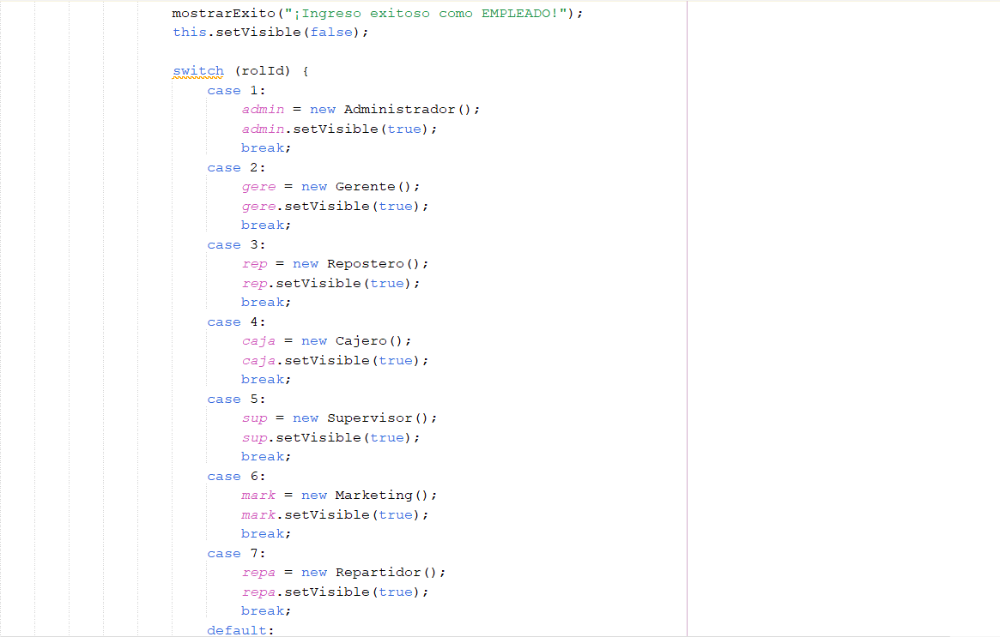 mostrarExito("¡Ingreso exitoso como EMPLEADO!");
this.setVisible(false);
switch (rolId) {
case 1:
admin = new Administrador();
admin.setVisible(true);
break;
case 2:
gere = new Gerente();
gere.setVisible(true);
break;
case 3:
rep = new Repostero();
rep.setVisible(true);
break;
case 4:
caja = new Cajero();
caja.setVisible(true);
break;
case 5:
sup = new Supervisor();
sup.setVisible(true);
break;
case 6:
mark = new Marketing();
mark.setVisible(true);
break;
case 7:
repa = new Repartidor();
repa.setVisible(true);
break;
default: